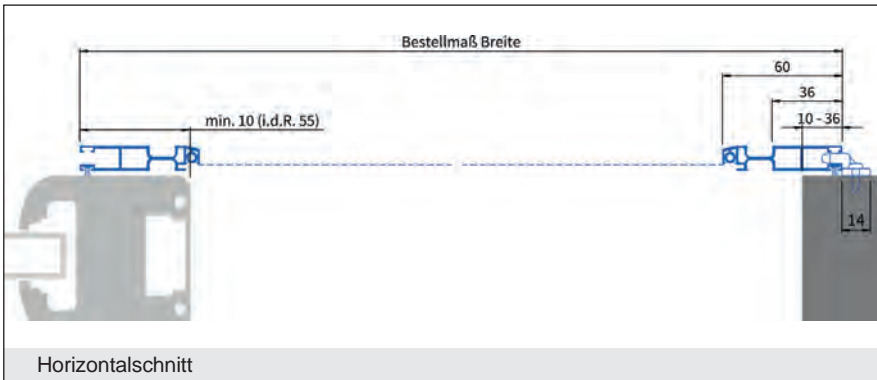 Bestellmaß Breite
60
36
min. 10 (i.d.R. 55)
10 - 36
14
Horizontalschnitt